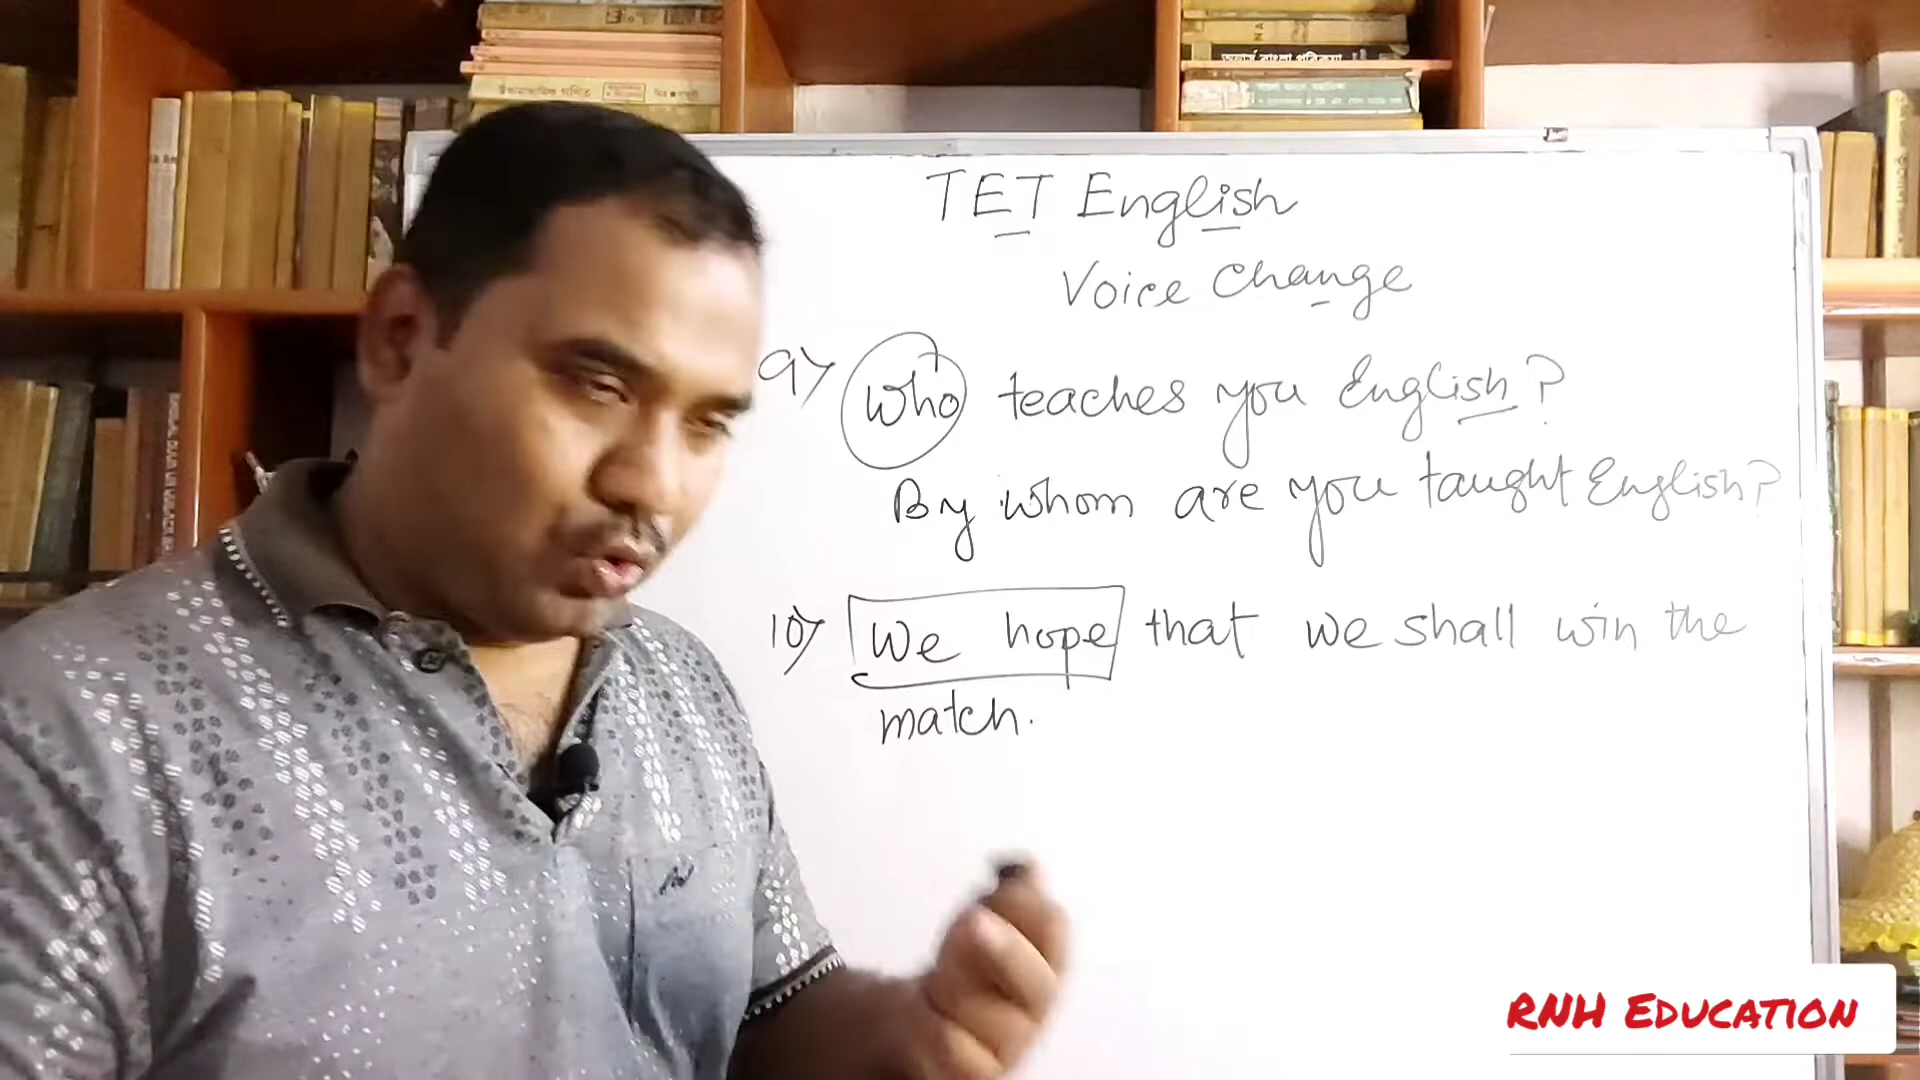 TET English
Voice Change
9) Who teaches you English?
By whom are you taught English?
10) We hope that we shall win the
match.
RNH EDUCATION